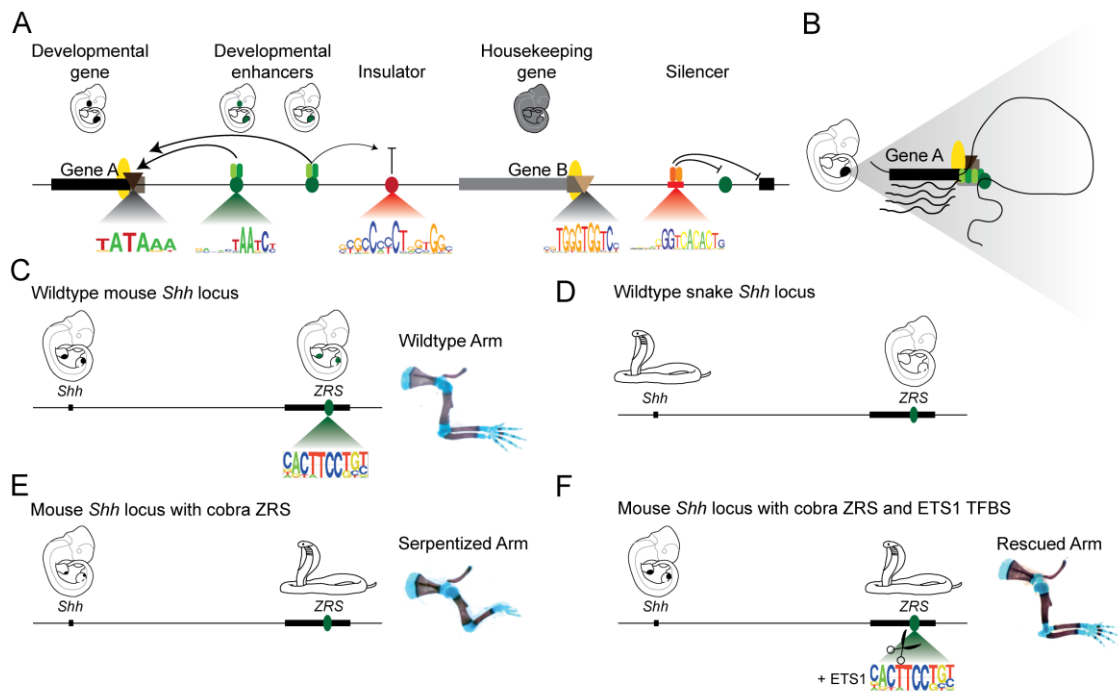 A
B
Developmental
gene
Developmental
enhancers
Insulator
Housekeeping
gene
Silencer
Gene A
Gene B
Gene A
TATAAA
TAATCT
TGGGTGGTCC
GGTCACACTG
C
Wildtype mouse Shh locus
Wildtype Arm
Shh
ZRS
CACTTCCTGT
D
Wildtype snake Shh locus
Shh
ZRS
E
Mouse Shh locus with cobra ZRS
Serpentized Arm
Shh
ZRS
F
Mouse Shh locus with cobra ZRS and ETS1 TFBS
Rescued Arm
Shh
ZRS
+ ETS1
CACTTCCTGT